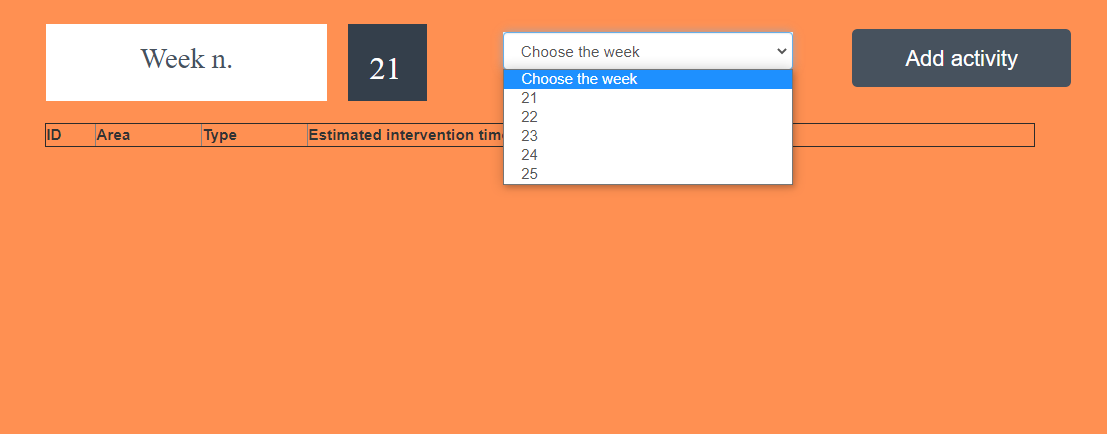 Week n.
21
Choose the week
Add activity
Choose the week
21
22
23
24
25
ID Area Type Estimated intervention